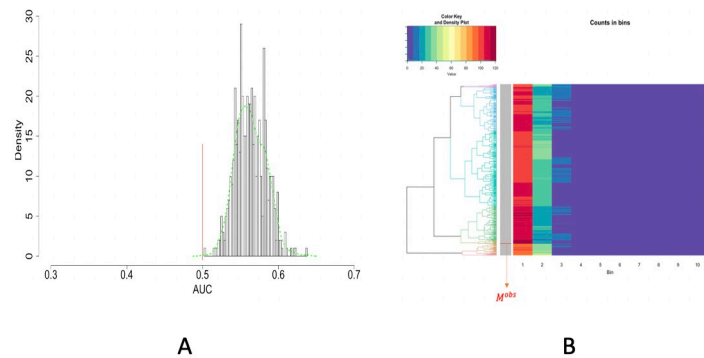 30
25
20
15
10
5
0
Density
0.3 0.4 0.5 0.6 0.7
AUC
A
Color Key
and Density Plot
0 20 40 60 80 100 120
Value
Counts in bins
1 2 3 4 5 6 7 8 9 10
Bin
M^obs
B